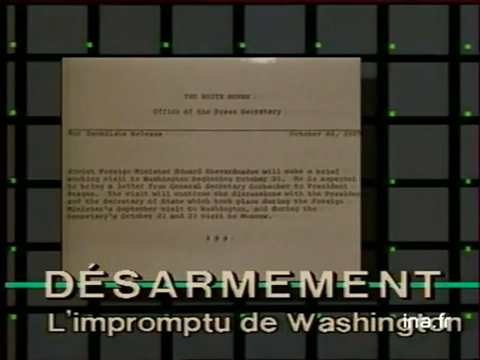 THE WHITE HOUSE
Office of the Press Secretary
For Immediate Release October 28, 1987
Soviet Foreign Minister Eduard Shevardnadze will make a brief
working visit to Washington beginning October 30. He is expected
to bring a letter from General Secretary Gorbachev to President
Reagan. The visit will continue the discussions with the President
and the Secretary of State which took place during the Foreign
Minister's September visit to Washington, and during the
Secretary's October 22 and 23 visit to Moscow.
# # #
DÉSARMEMENT
L'impromptu de Washington
ina.fr